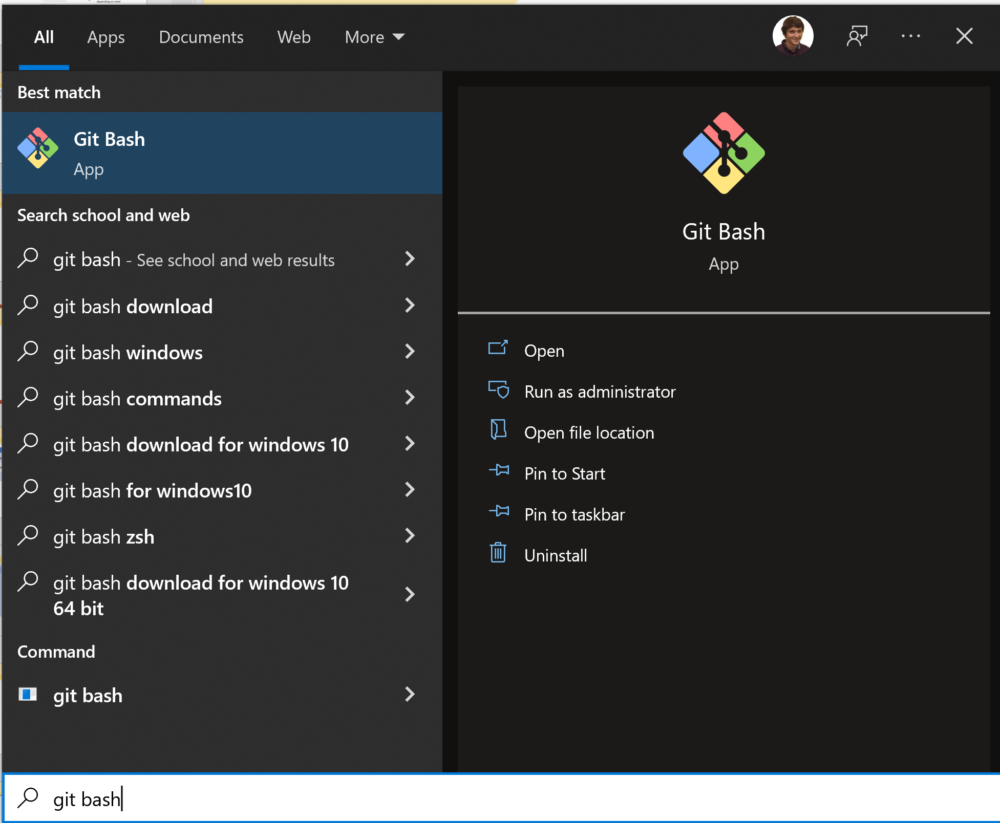 depending on need
All Apps Documents Web More
Best match
Git Bash
App
Search school and web
git bash - See school and web results
git bash download
git bash windows
git bash commands
git bash download for windows 10
git bash for windows10
git bash zsh
git bash download for windows 10
64 bit
Command
git bash
Git Bash
App
Open
Run as administrator
Open file location
Pin to Start
Pin to taskbar
Uninstall
git bash